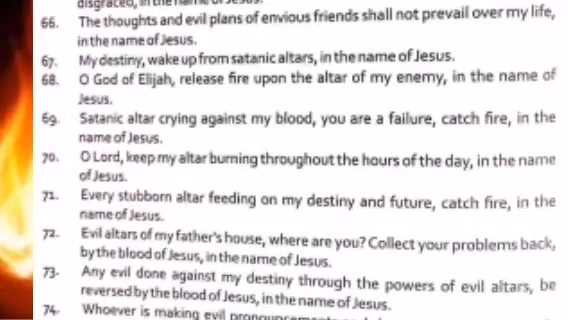 disgraced, in the name of Jesus.
66. The thoughts and evil plans of envious friends shall not prevail over my life,
in the name of Jesus.
67. My destiny, wake up from satanic altars, in the name of Jesus.
68. O God of Elijah, release fire upon the altar of my enemy, in the name of
Jesus.
69. Satanic altar crying against my blood, you are a failure, catch fire, in the
name of Jesus.
70. O Lord, keep my altar burning throughout the hours of the day, in the name
of Jesus.
71. Every stubborn altar feeding on my destiny and future, catch fire, in the
name of Jesus.
72. Evil altars of my father's house, where are you? Collect your problems back,
by the blood of Jesus, in the name of Jesus.
73. Any evil done against my destiny through the powers of evil altars, be
reversed by the blood of Jesus, in the name of Jesus.
74. Whoever is making evil